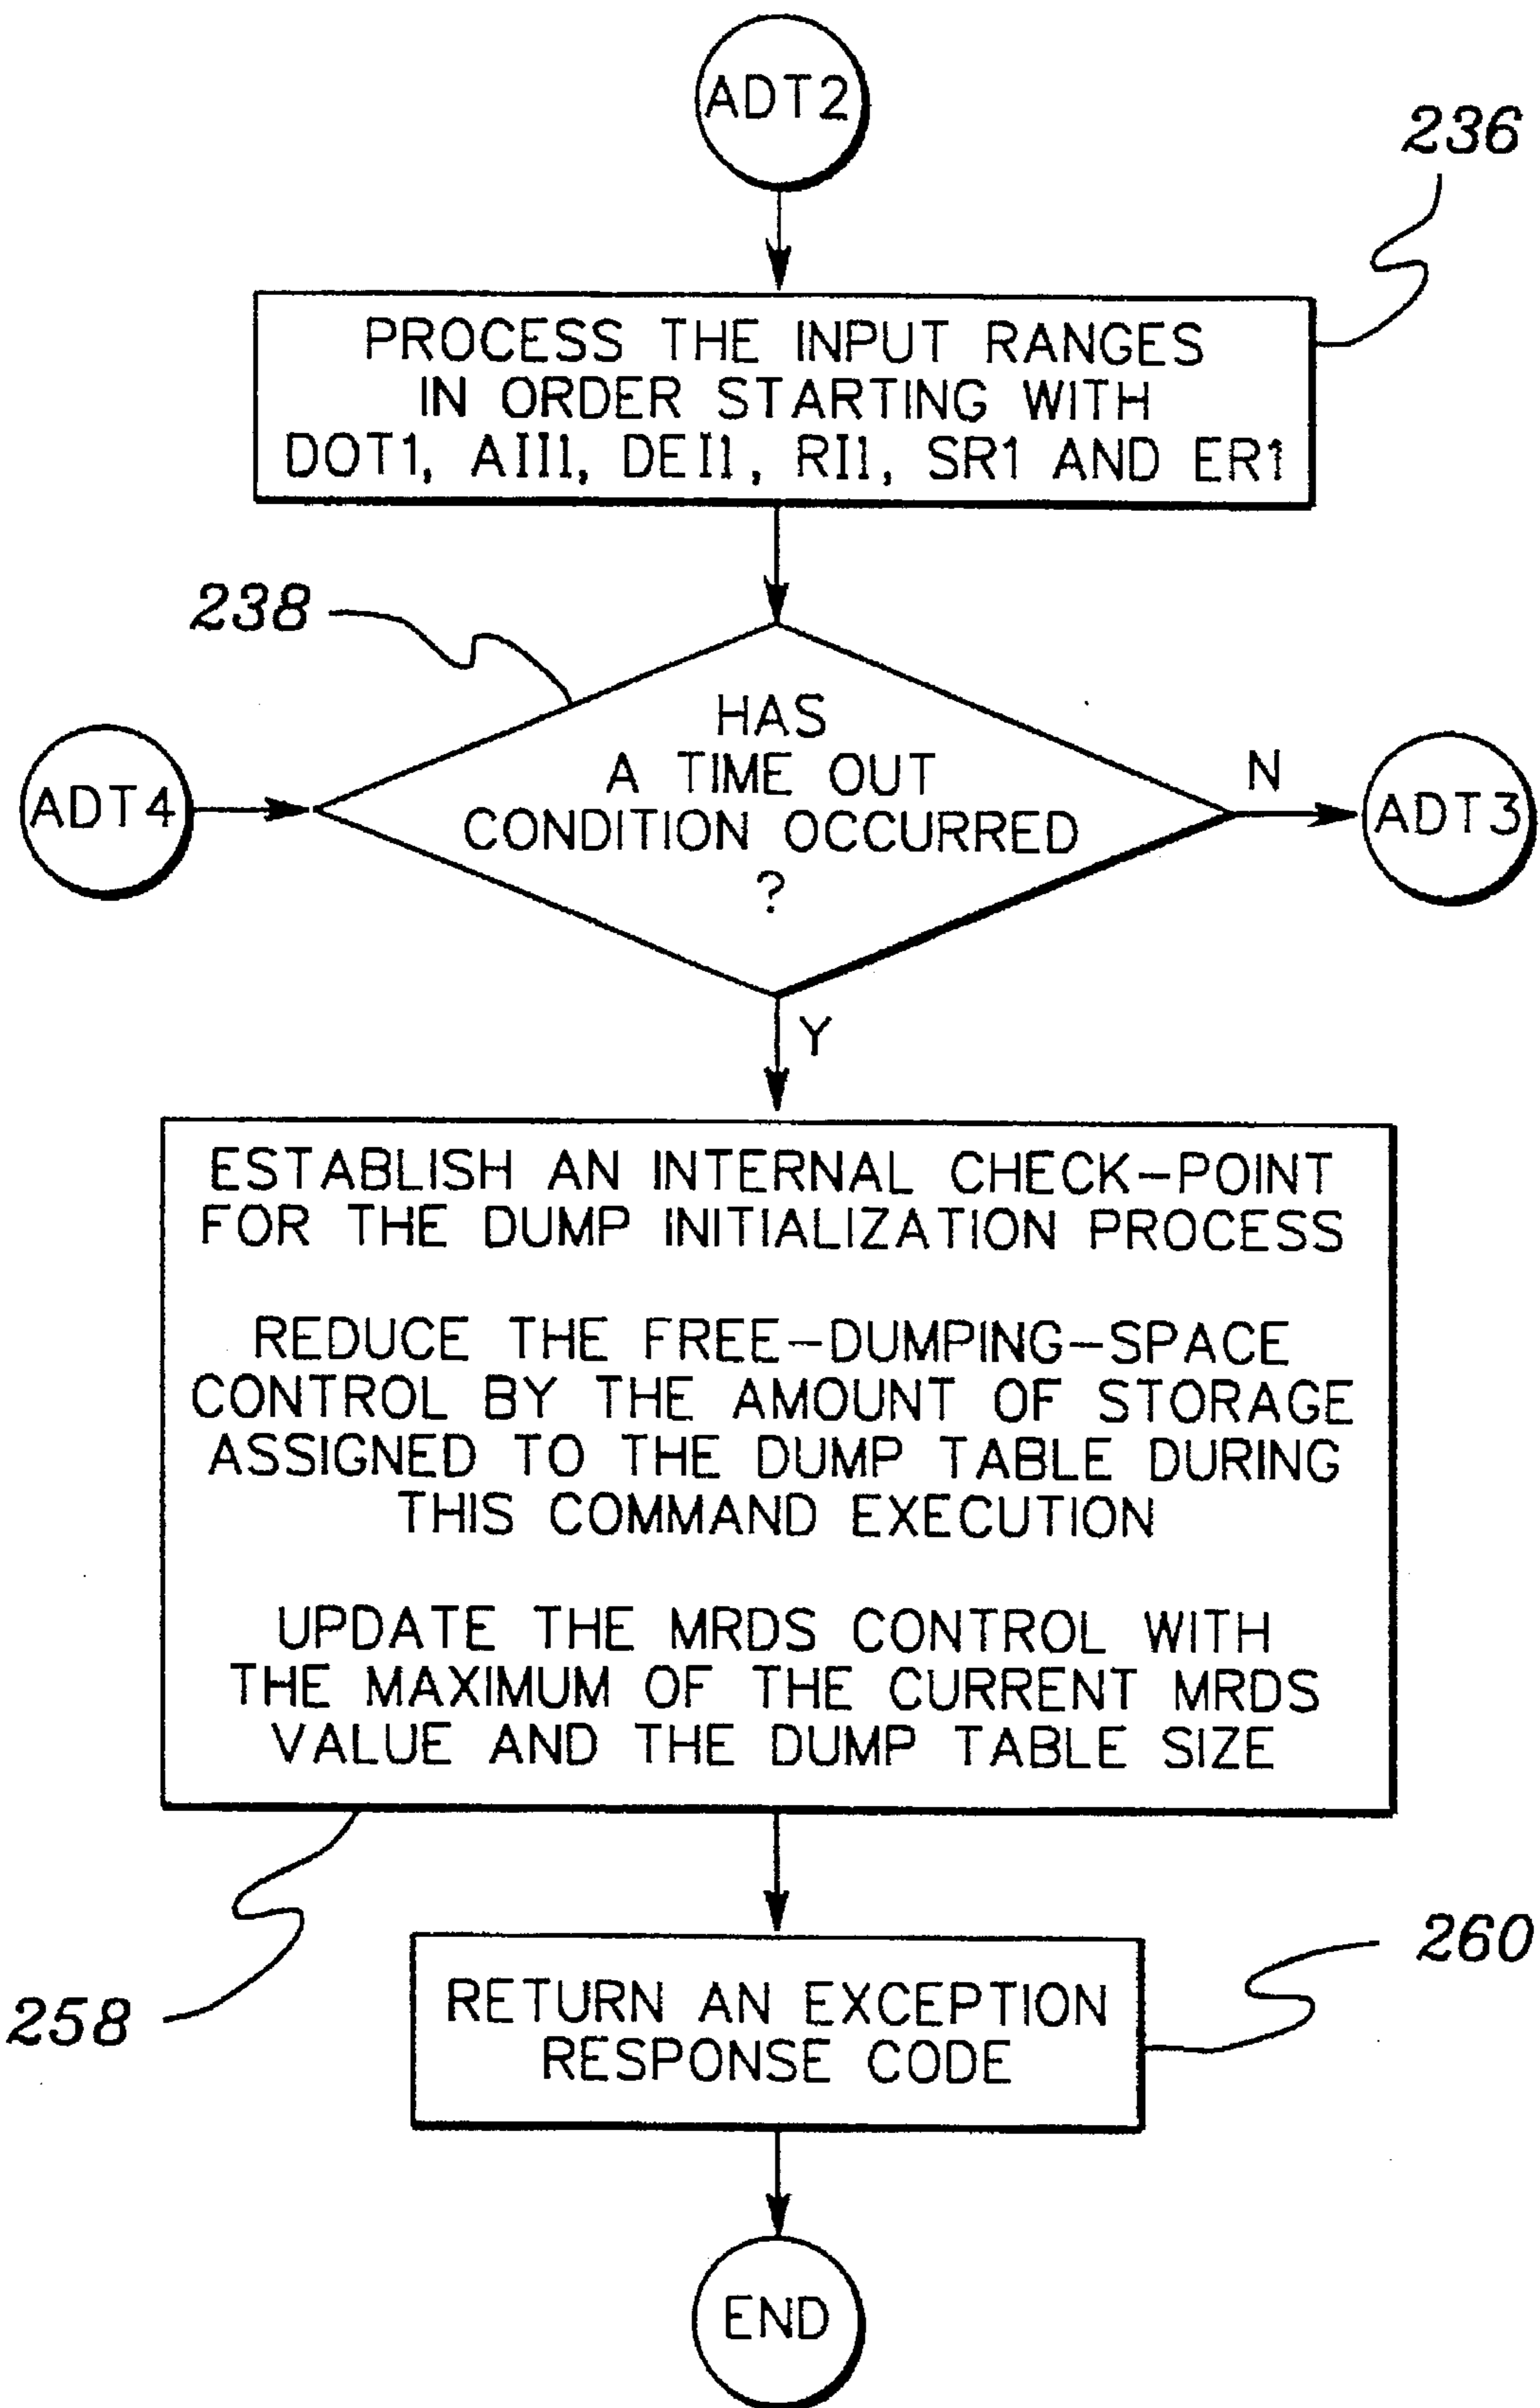 ADT2
236
PROCESS THE INPUT RANGES
IN ORDER STARTING WITH
DOT1, AII1, DEI1, RI1, SR1 AND ER1
238
HAS
A TIME OUT
CONDITION OCCURRED
?
ADT4
N
ADT3
Y
ESTABLISH AN INTERNAL CHECK-POINT
FOR THE DUMP INITIALIZATION PROCESS
REDUCE THE FREE-DUMPING-SPACE
CONTROL BY THE AMOUNT OF STORAGE
ASSIGNED TO THE DUMP TABLE DURING
THIS COMMAND EXECUTION
UPDATE THE MRDS CONTROL WITH
THE MAXIMUM OF THE CURRENT MRDS
VALUE AND THE DUMP TABLE SIZE
258
260
RETURN AN EXCEPTION
RESPONSE CODE
END